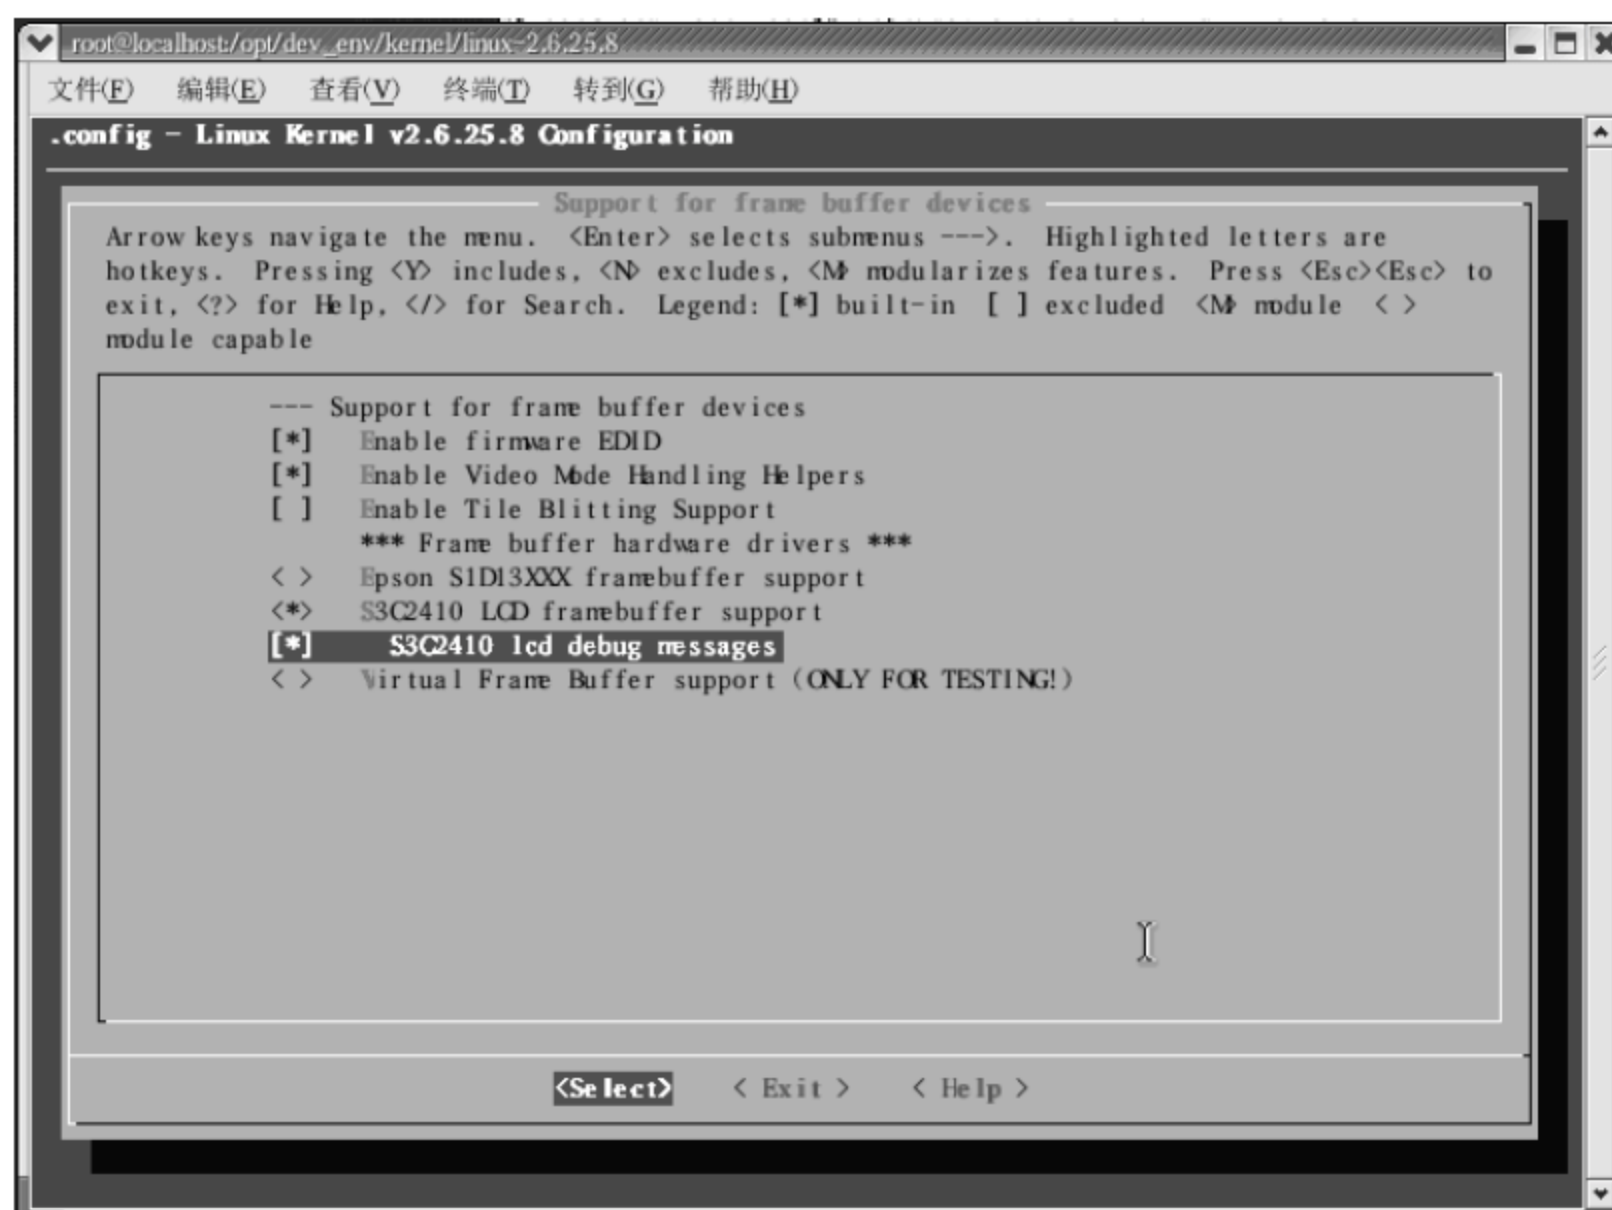 root@localhost:/opt/dev_env/kernel/linux-2.6.25.8
文件(F) 编辑(E) 查看(V) 终端(T) 转到(G) 帮助(H)
.config - Linux Kernel v2.6.25.8 Configuration
Support for frame buffer devices
Arrow keys navigate the menu. <Enter> selects submenus --->. Highlighted letters are
hotkeys. Pressing <Y> includes, <N> excludes, <M> modularizes features. Press <Esc><Esc> to
exit, <?> for Help, </> for Search. Legend: [*] built-in [ ] excluded <M> module < >
module capable
--- Support for frame buffer devices
[*] Enable firmware EDID
[*] Enable Video Mode Handling Helpers
[ ] Enable Tile Blitting Support
*** Frame buffer hardware drivers ***
< > Epson S1D13XXX framebuffer support
<*> S3C2410 LCD framebuffer support
[*] S3C2410 lcd debug messages
< > Virtual Frame Buffer support (ONLY FOR TESTING!)
<Select> < Exit > < Help >